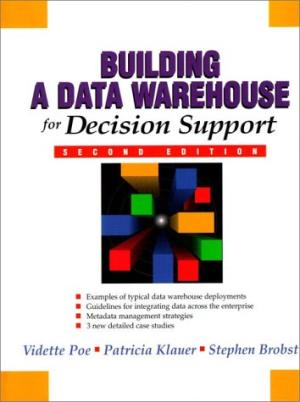 BUILDING
A DATA WAREHOUSE
for Decision Support
SECOND EDITION
■ Examples of typical data warehouse deployments
■ Guidelines for integrating data across the enterprise
■ Metadata management strategies
■ 3 new detailed case studies
Vidette Poe ■ Patricia Klauer ■ Stephen Brobst